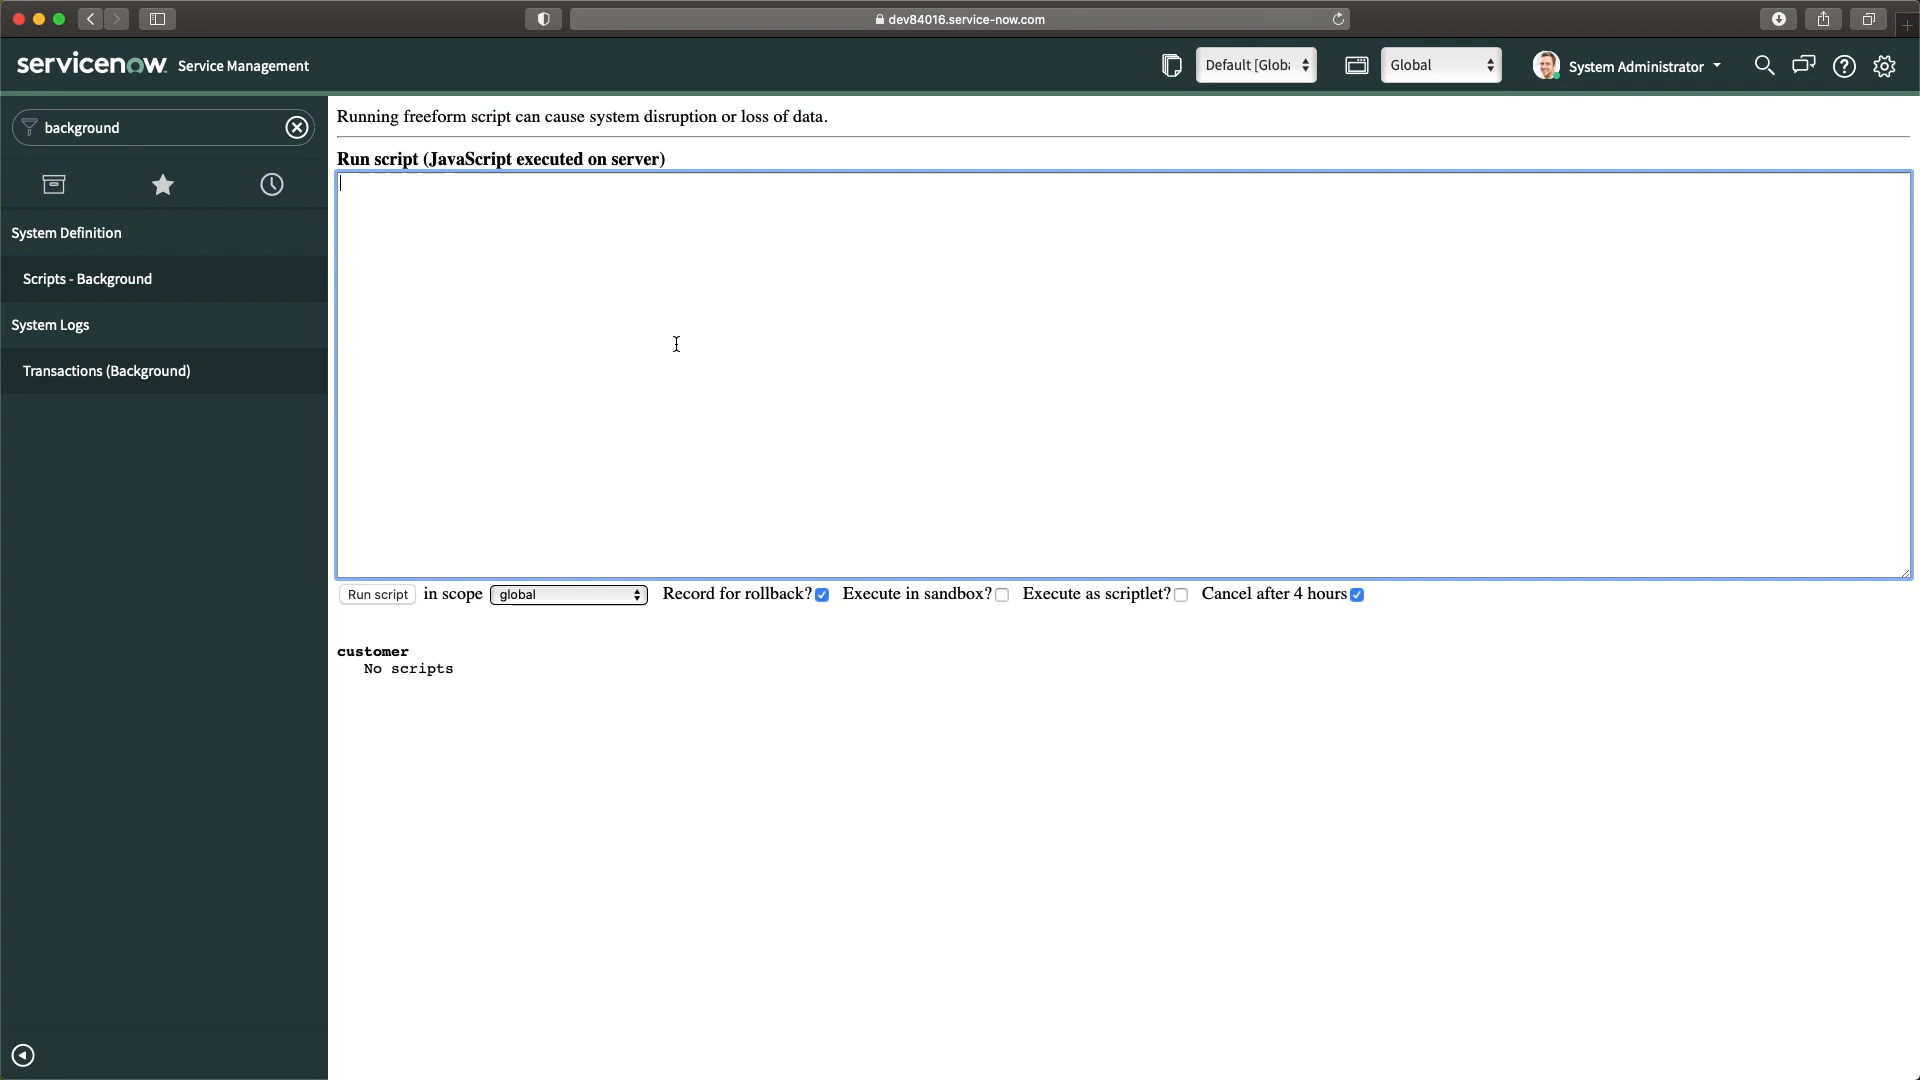 dev84016.service-now.com
servicenow Service Management
Default [Globa
Global
System Administrator
background
System Definition
Scripts - Background
System Logs
Transactions (Background)
Running freeform script can cause system disruption or loss of data.
Run script (JavaScript executed on server)
Run script in scope global Record for rollback? Execute in sandbox? Execute as scriptlet? Cancel after 4 hours
customer
No scripts